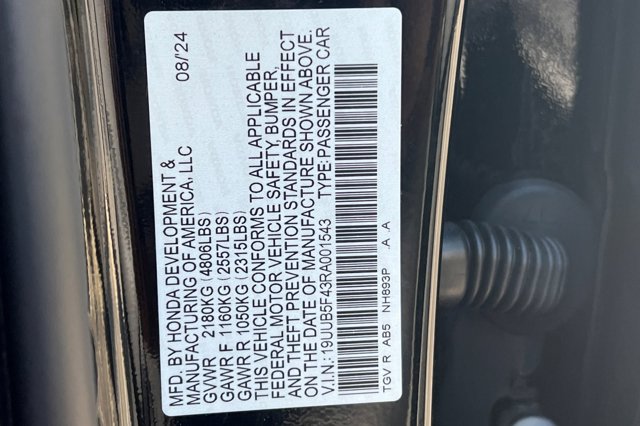 MFD. BY HONDA DEVELOPMENT &
MANUFACTURING OF AMERICA, LLC
08/'24
GVWR 2180KG (4806LBS)
GAWR F 1160KG (2557LBS)
GAWR R 1050KG (2315LBS)
THIS VEHICLE CONFORMS TO ALL APPLICABLE
FEDERAL MOTOR VEHICLE SAFETY, BUMPER,
AND THEFT PREVENTION STANDARDS IN EFFECT
ON THE DATE OF MANUFACTURE SHOWN ABOVE.
V.I.N.: 19UUB5F43RA001543 TYPE: PASSENGER CAR
TGV R AB5 NH893P .A .A